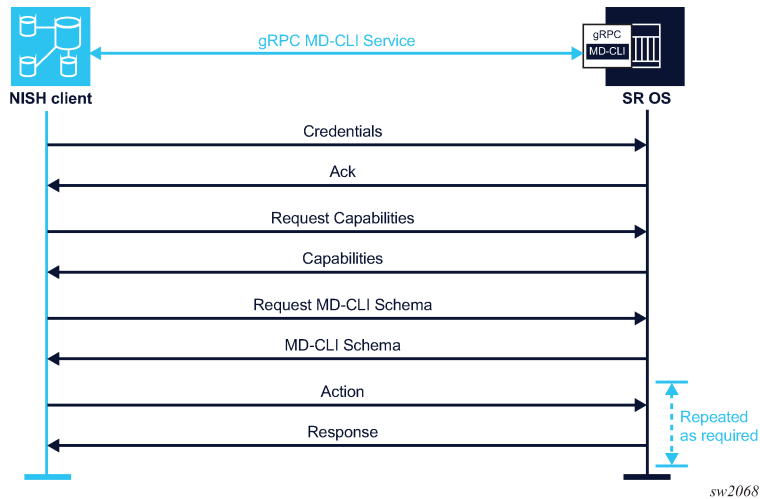 gRPC MD-CLI Service
gRPC
MD-CLI
NISH client
SR OS
Credentials
Ack
Request Capabilities
Capabilities
Request MD-CLI Schema
MD-CLI Schema
Action
Response
Repeated
as required
sw2068